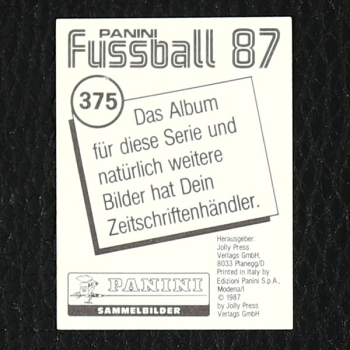 PANINI
Fussball 87
375
Das Album
für diese Serie und
natürlich weitere
Bilder hat Dein
Zeitschriftenhändler.
Herausgeber:
Jolly Press
Verlags GmbH,
8033 Planegg/D
Printed in Italy by
Edizioni Panini S.p.A.,
Modena/I
© 1987
by Jolly Press
Verlags GmbH
PANINI
SAMMELBILDER